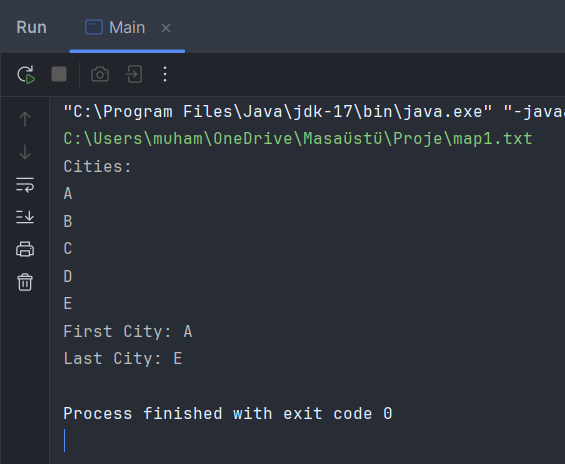 Run Main
"C:\Program Files\Java\jdk-17\bin\java.exe" "-java
C:\Users\muham\OneDrive\Masaüstü\Proje\map1.txt
Cities:
A
B
C
D
E
First City: A
Last City: E
Process finished with exit code 0